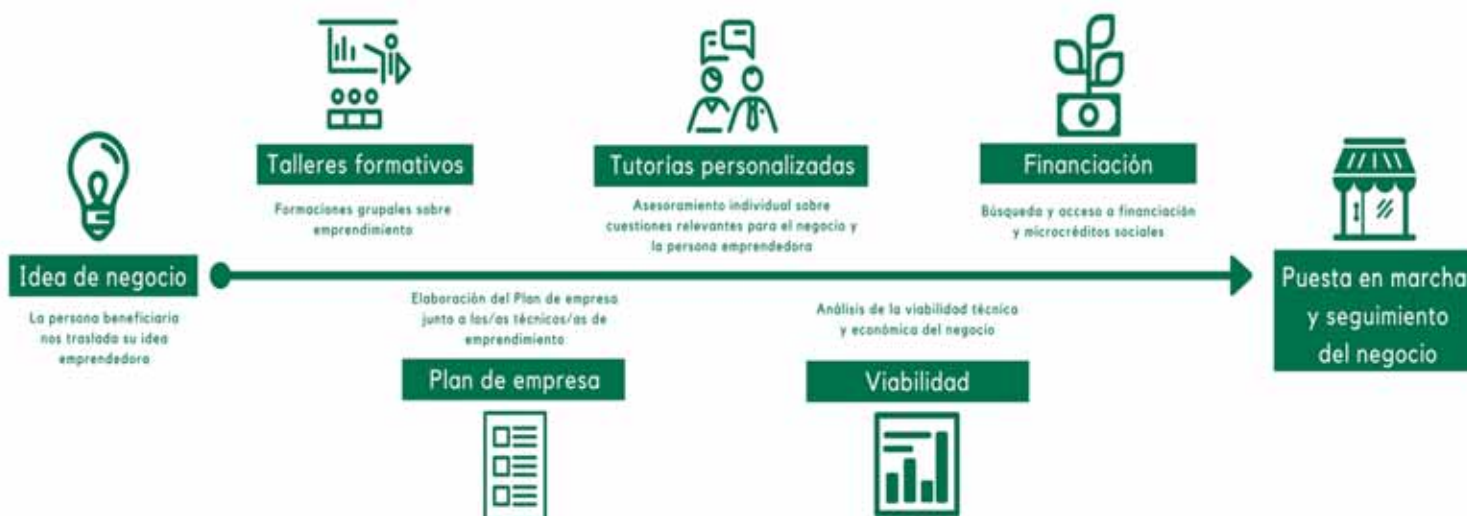 Idea de negocio
La persona beneficiaria
nos traslada su idea
emprendedora
Talleres formativos
Formaciones grupales sobre
emprendimiento
Elaboración del Plan de empresa
junto a los/as técnicos/as de
emprendimiento
Plan de empresa
Tutorías personalizadas
Asesoramiento individual sobre
cuestiones relevantes para el negocio y
la persona emprendedora
Análisis de la viabilidad técnica
y económica del negocio
Viabilidad
Financiación
Búsqueda y acceso a financiación
y microcréditos sociales
Puesta en marcha
y seguimiento
del negocio